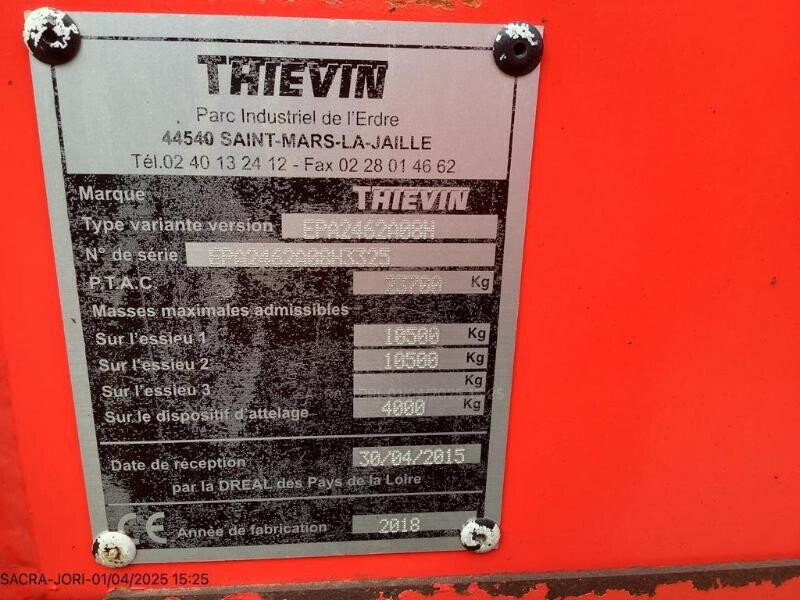 THIEVIN
Parc Industriel de l'Erdre
44540 SAINT-MARS-LA-JAILLE
Tél.02 40 13 24 12 - Fax 02 28 01 46 62
Marque THIEVIN
Type variante version EPA2462A08H
N° de série EPA2462A08H3325
P.T.A.C. 23700 Kg
Masses maximales admissibles
Sur l'essieu 1 10500 Kg
Sur l'essieu 2 10500 Kg
Sur l'essieu 3 Kg
Sur le dispositif d'attelage 4000 Kg
Date de réception 30/04/2015
par la DREAL des Pays de la Loire
CE Année de fabrication 2018
SACRA-JORI-01/04/2025 15:25